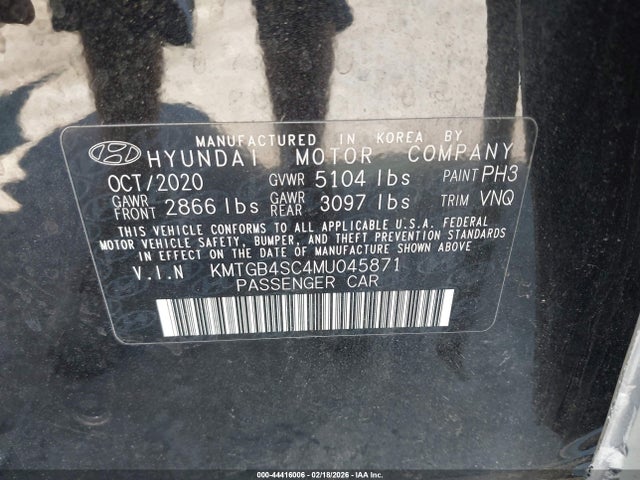 MANUFACTURED IN KOREA BY
HYUNDAI MOTOR COMPANY
OCT/2020 GVWR 5104 lbs PAINT PH3
GAWR FRONT 2866 lbs GAWR REAR 3097 lbs TRIM VNQ
THIS VEHICLE CONFORMS TO ALL APPLICABLE U.S.A. FEDERAL
MOTOR VEHICLE SAFETY, BUMPER, AND THEFT PREVENTION STANDARDS
IN EFFECT ON THE DATE OF MANUFACTURE SHOWN ABOVE
V.I.N KMTGB4SC4MU045871
PASSENGER CAR
000-44416006 - 02/18/2026 - IAA Inc.